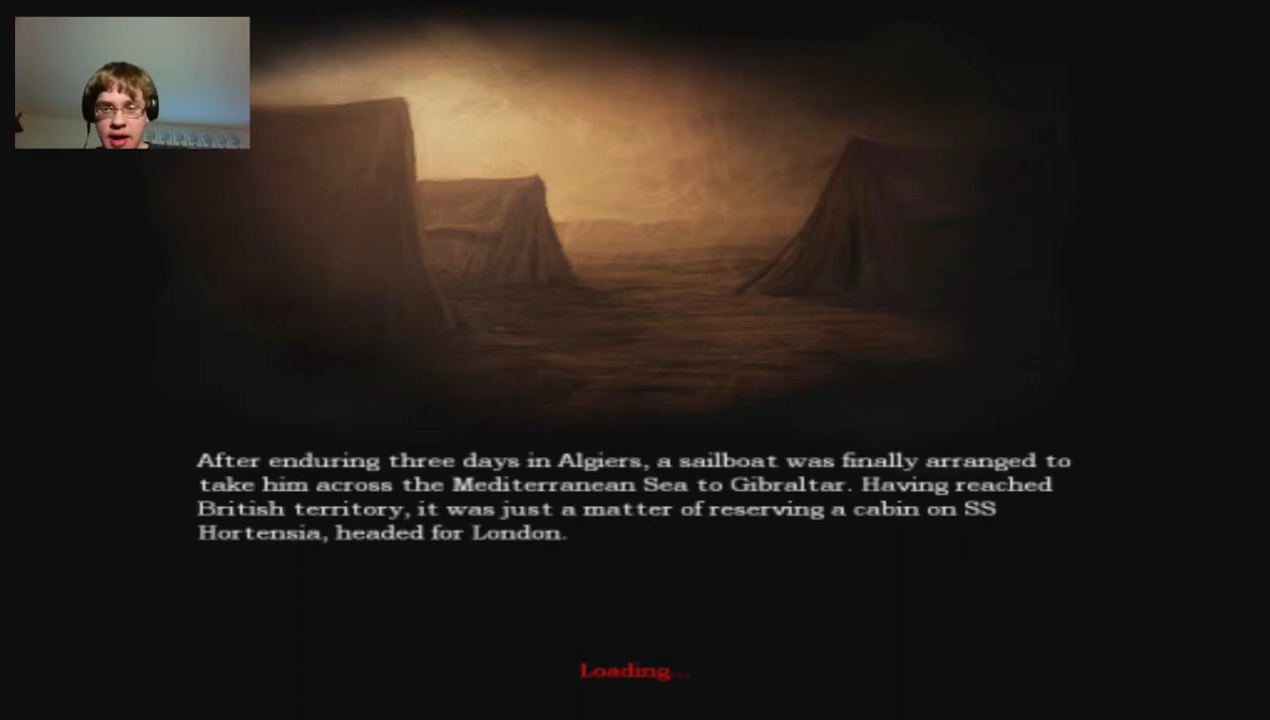 After enduring three days in Algiers, a sailboat was finally arranged to
take him across the Mediterranean Sea to Gibraltar. Having reached
British territory, it was just a matter of reserving a cabin on SS
Hortensia, headed for London.
Loading...